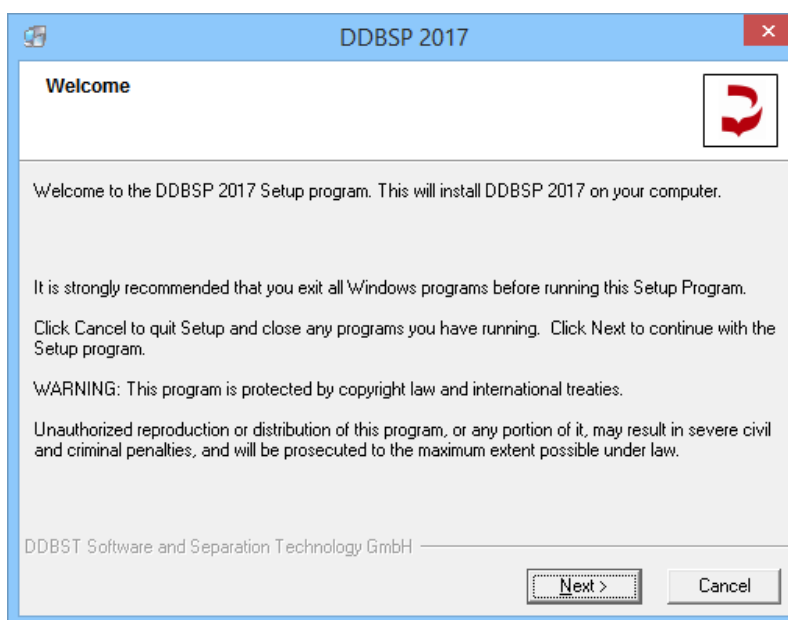 DDBSP 2017
Welcome
Welcome to the DDBSP 2017 Setup program. This will install DDBSP 2017 on your computer.
It is strongly recommended that you exit all Windows programs before running this Setup Program.
Click Cancel to quit Setup and close any programs you have running. Click Next to continue with the
Setup program.
WARNING: This program is protected by copyright law and international treaties.
Unauthorized reproduction or distribution of this program, or any portion of it, may result in severe civil
and criminal penalties, and will be prosecuted to the maximum extent possible under law.
DDBST Software and Separation Technology GmbH
Next > Cancel